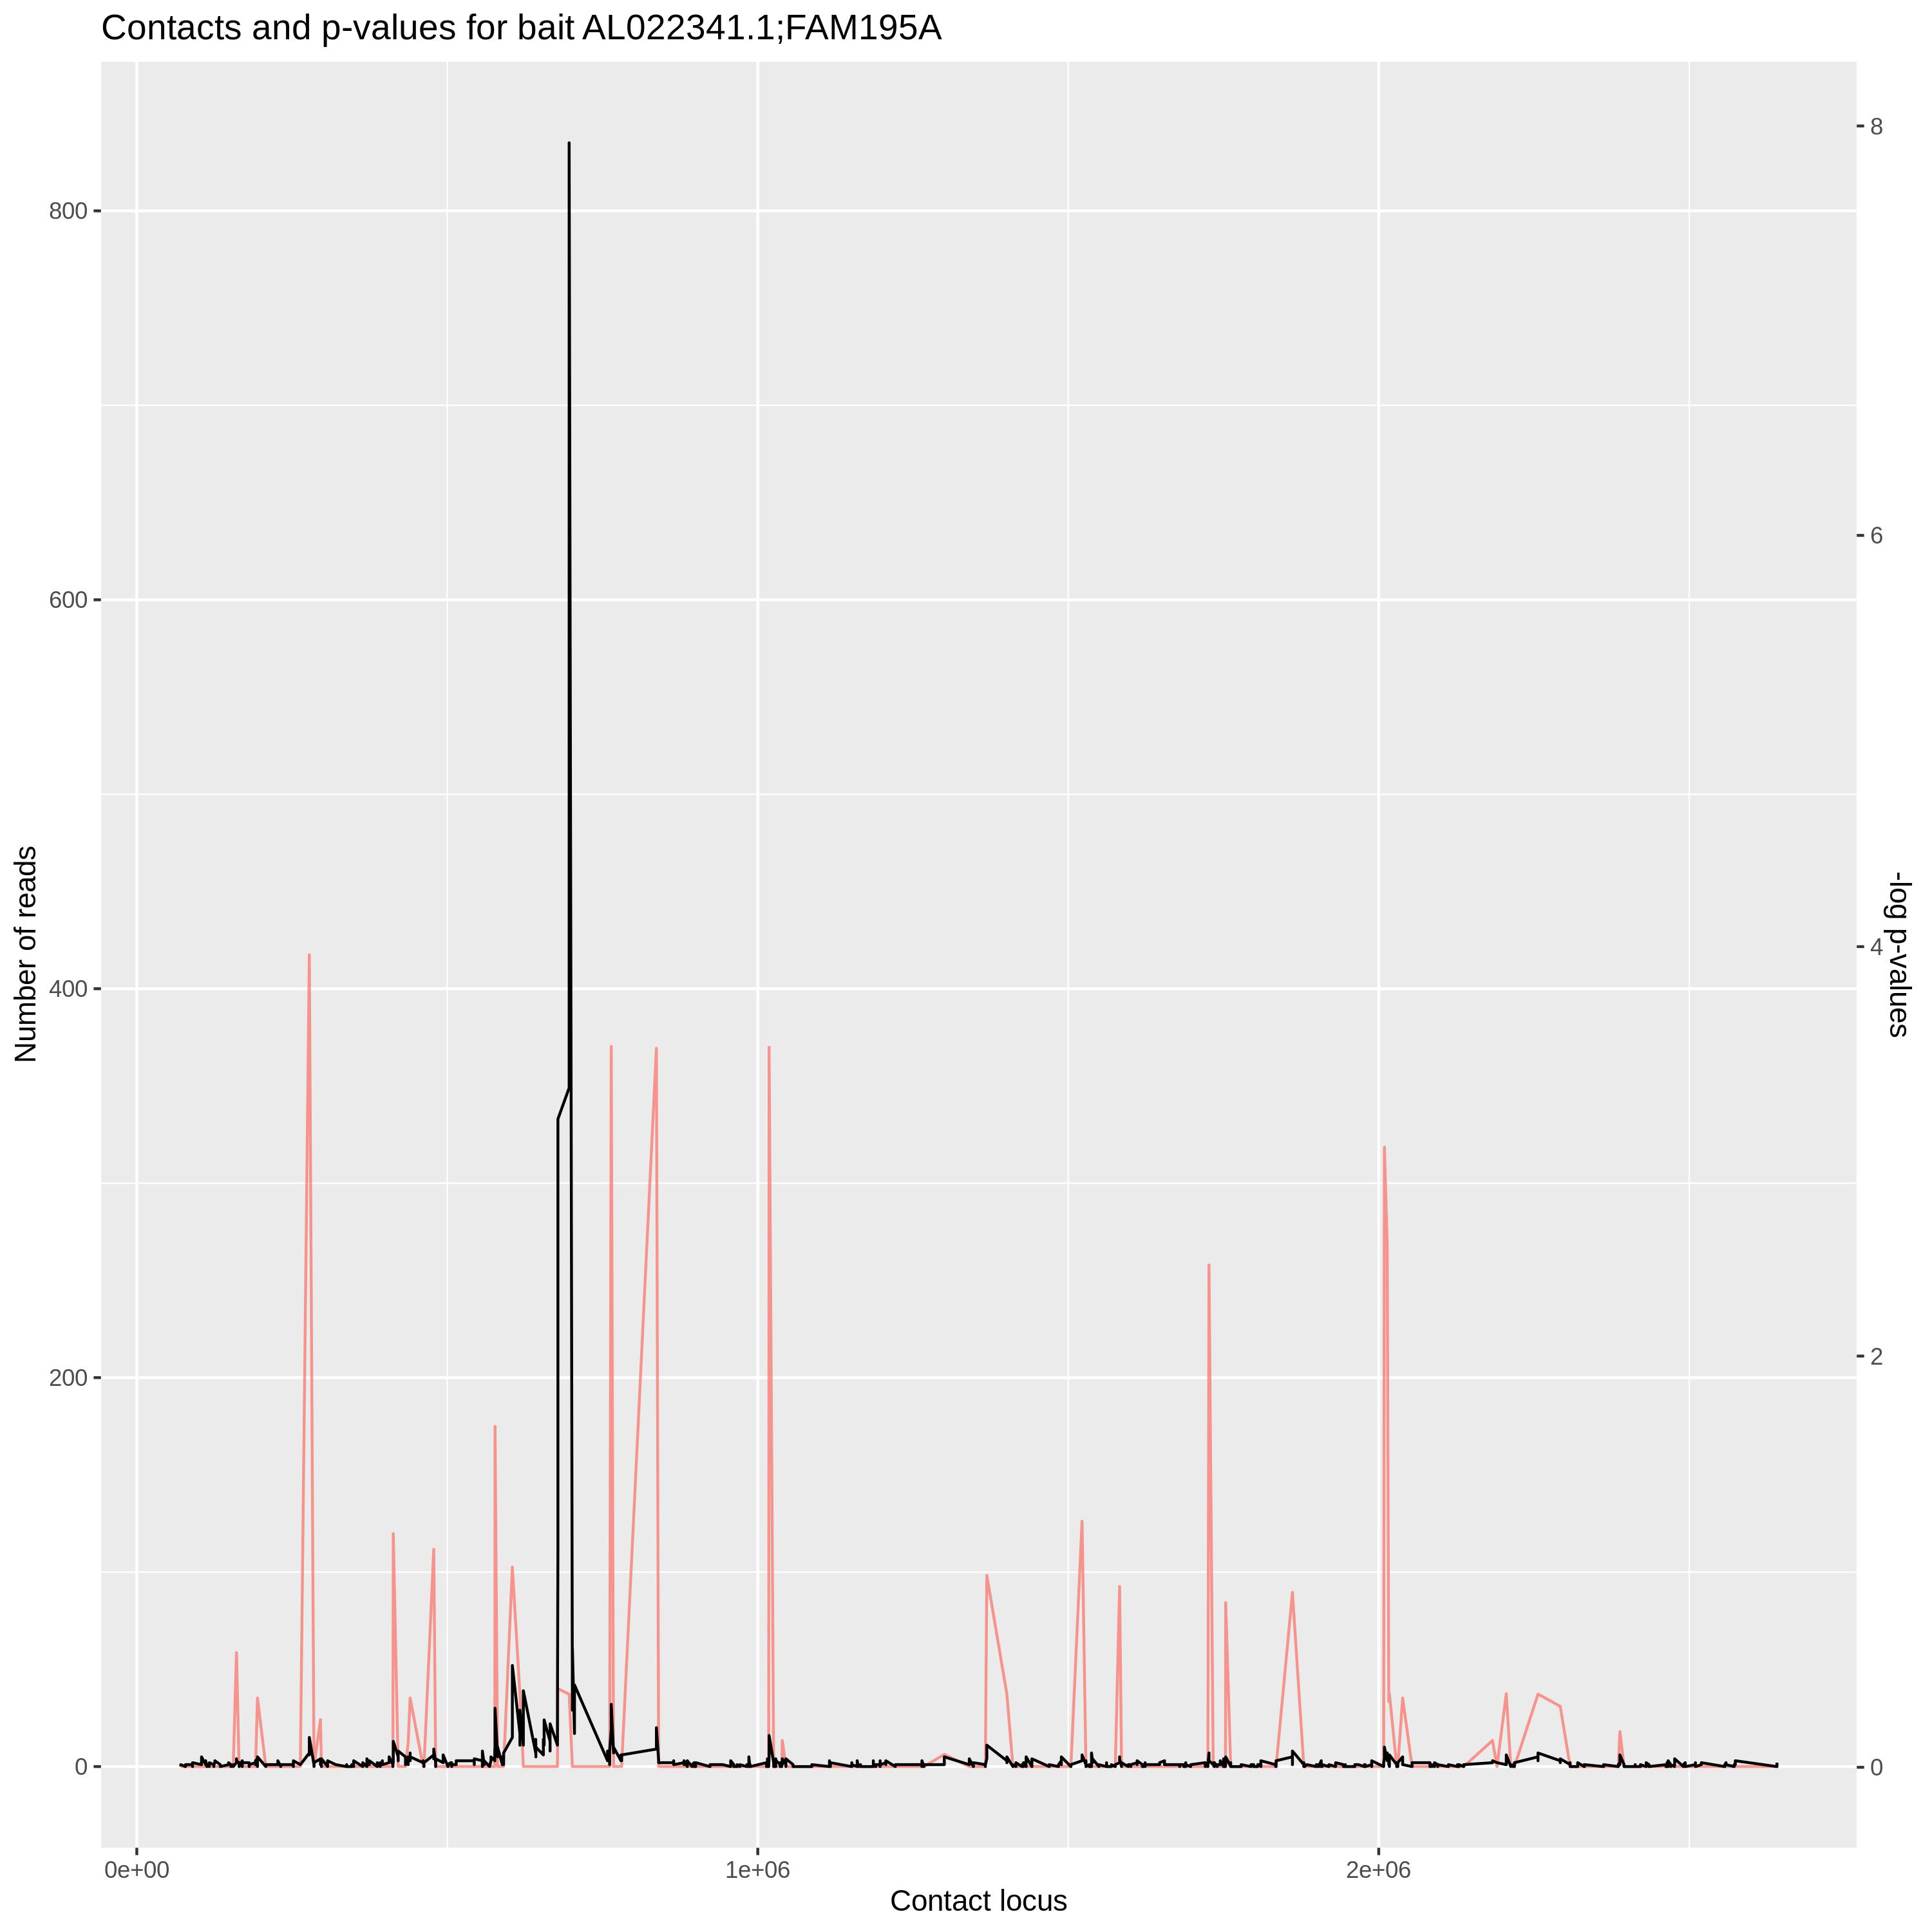 Contacts and p-values for bait AL022341.1;FAM195A
800
600
400
200
0
Number of reads
8
6
4
2
0
-log p-values
0e+00
1e+06
2e+06
Contact locus